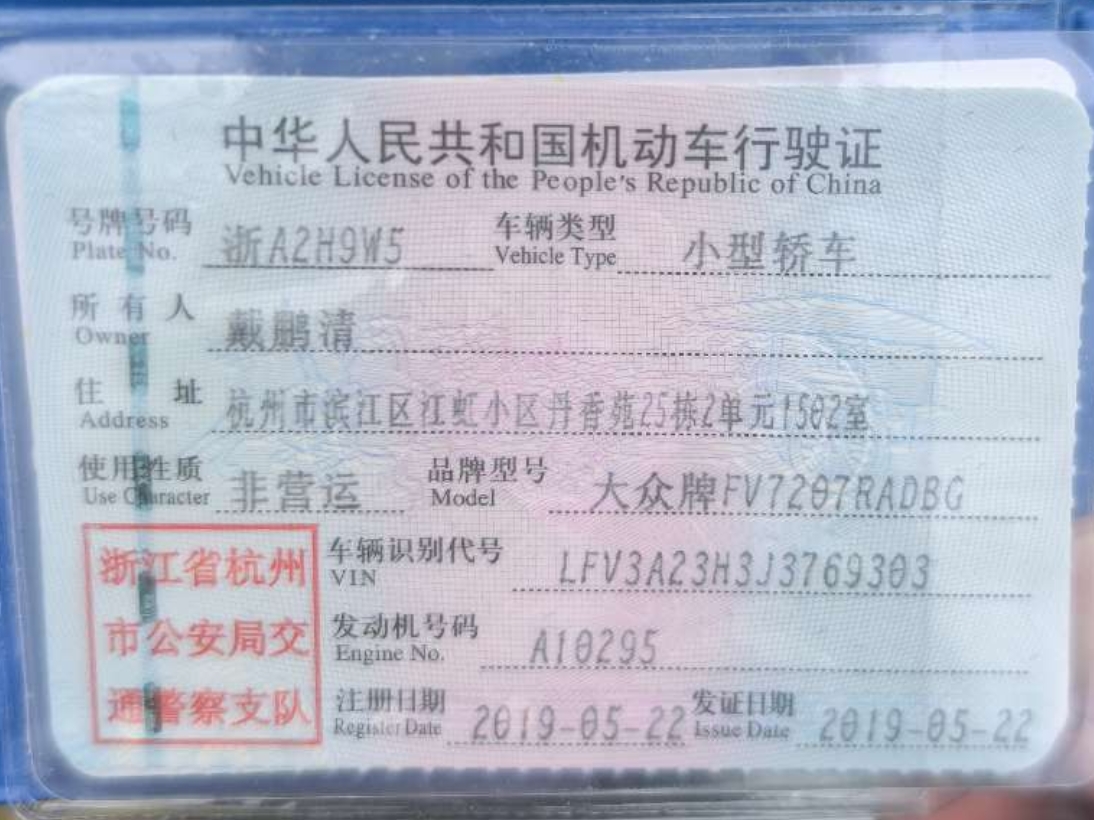 中华人民共和国机动车行驶证
Vehicle License of the People's Republic of China
号牌号码 浙A2H9W5 车辆类型 小型轿车
Plate No. Vehicle Type
所有人 戴鹏清
Owner
住址 杭州市滨江区江虹小区丹香苑25栋2单元1502室
Address
使用性质 非营运 品牌型号 大众牌FV7207RADBG
Use Character Model
浙江省杭州 车辆识别代号 LFV3A23H3J3769303
VIN
市公安局交 发动机号码 A10295
Engine No.
通警察支队 注册日期 2019-05-22 发证日期 2019-05-22
Register Date Issue Date